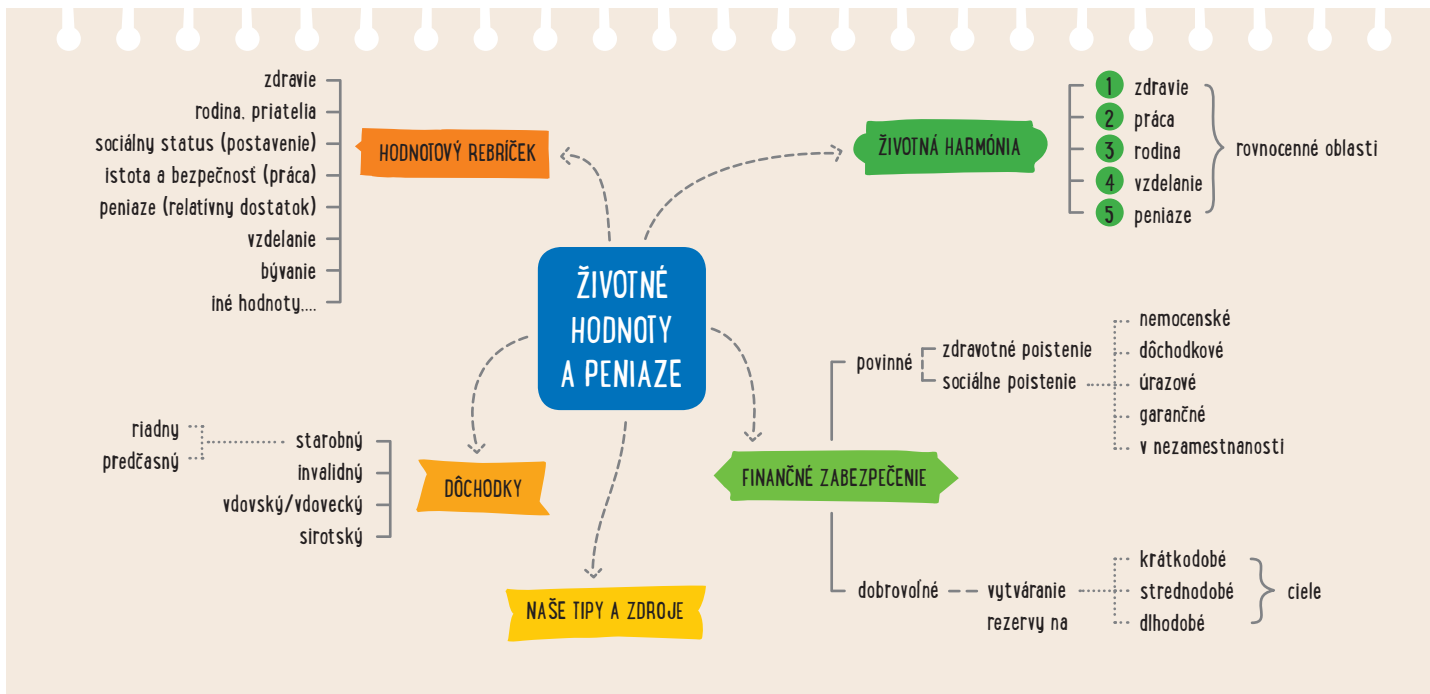 ŽIVOTNÉ
HODNOTY
A PENIAZE
HODNOTOVÝ REBRÍČEK
zdravie
rodina. priatelia
sociálny status (postavenie)
istota a bezpečnosť (práca)
peniaze (relatívny dostatok)
vzdelanie
bývanie
iné hodnoty....
ŽIVOTNÁ HARMÓNIA
1 zdravie
2 práca
3 rodina
4 vzdelanie
5 peniaze
rovnocenné oblasti
FINANČNÉ ZABEZPEČENIE
povinné
zdravotné poistenie
sociálne poistenie
nemocenské
dôchodkové
úrazové
garančné
v nezamestnanosti
dobrovoľné
vytváranie
rezervy na
krátkodobé
strednodobé
dlhodobé
ciele
DÔCHODKY
starobný
riadny
predčasný
invalidný
vdovský/vdovecký
sirotský
NAŠE TIPY A ZDROJE